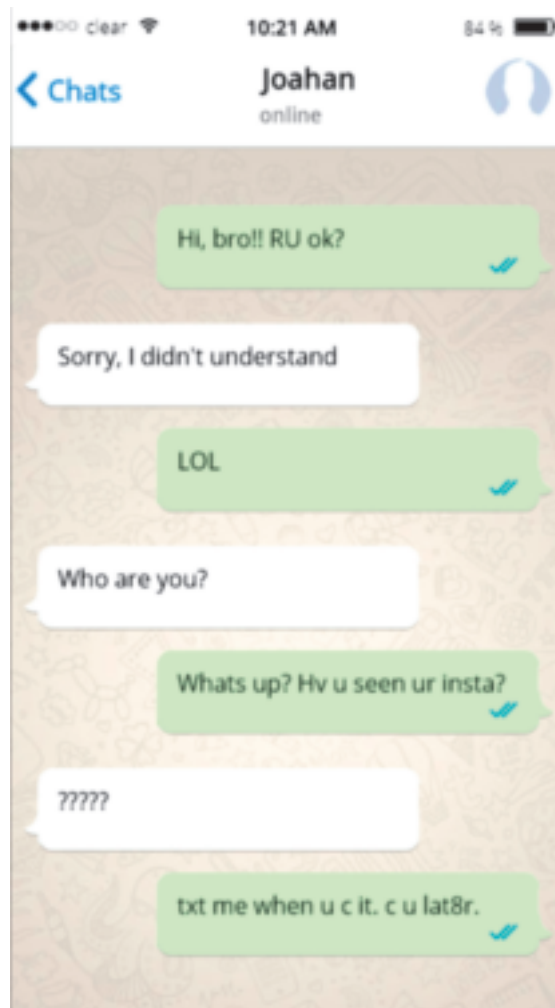 clear 10:21 AM 84 %
Chats Joahan
online
Hi, bro!! RU ok?
Sorry, I didn't understand
LOL
Who are you?
Whats up? Hv u seen ur insta?
?????
txt me when u c it. c u lat8r.